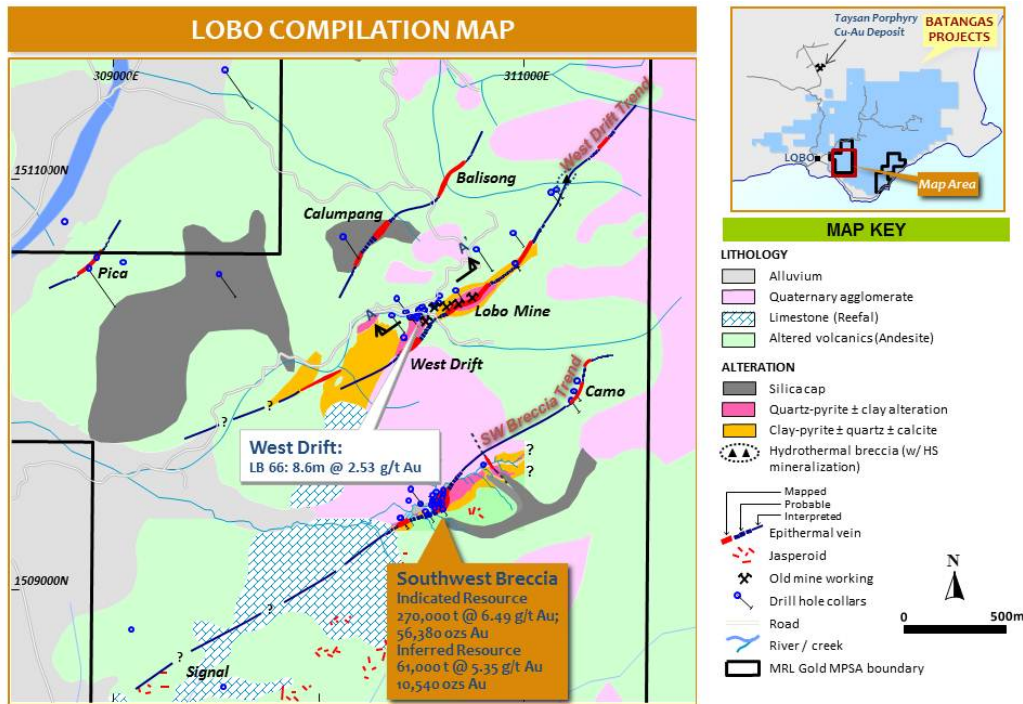 LOBO COMPILATION MAP
309000E
311000E
1511000N
1509000N
West Drift Trend
Balisong
Calumpang
Pica
A'
A
Lobo Mine
West Drift
SW Breccia Trend
Camo
?
?
?
?
?
?
West Drift:
LB 66: 8.6m @ 2.53 g/t Au
Southwest Breccia
Indicated Resource
270,000 t @ 6.49 g/t Au;
56,380 ozs Au
Inferred Resource
61,000 t @ 5.35 g/t Au
10,540 ozs Au
Signal
Taysan Porphyry
Cu-Au Deposit
BATANGAS
PROJECTS
LOBO
Map Area
MAP KEY
LITHOLOGY
Alluvium
Quaternary agglomerate
Limestone (Reefal)
Altered volcanics (Andesite)
ALTERATION
Silica cap
Quartz-pyrite ± clay alteration
Clay-pyrite ± quartz ± calcite
Hydrothermal breccia (w/ HS
mineralization)
Mapped
Probable
Interpreted
Epithermal vein
Jasperoid
Old mine working
Drill hole collars
Road
River / creek
MRL Gold MPSA boundary
N
0 500m